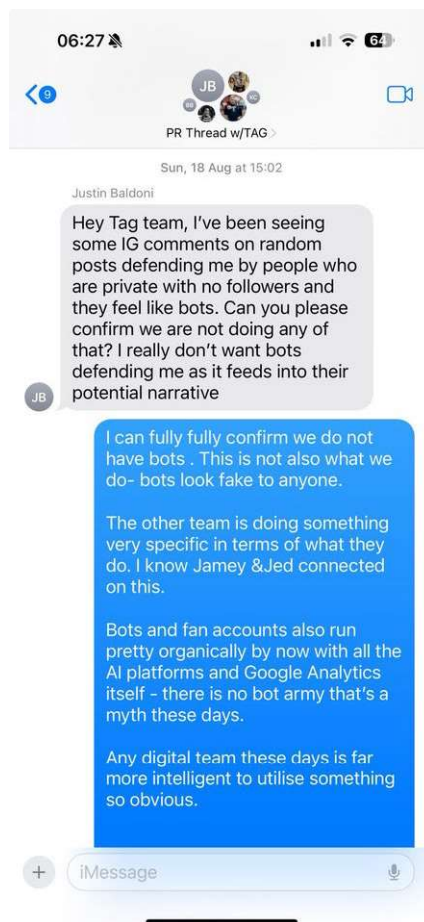 06:27
64
9
JB
PR Thread w/TAG
Sun, 18 Aug at 15:02
Justin Baldoni
Hey Tag team, I've been seeing
some IG comments on random
posts defending me by people who
are private with no followers and
they feel like bots. Can you please
confirm we are not doing any of
that? I really don't want bots
defending me as it feeds into their
potential narrative
JB
I can fully fully confirm we do not
have bots . This is not also what we
do- bots look fake to anyone.
The other team is doing something
very specific in terms of what they
do. I know Jamey &Jed connected
on this.
Bots and fan accounts also run
pretty organically by now with all the
AI platforms and Google Analytics
itself - there is no bot army that's a
myth these days.
Any digital team these days is far
more intelligent to utilise something
so obvious.
iMessage